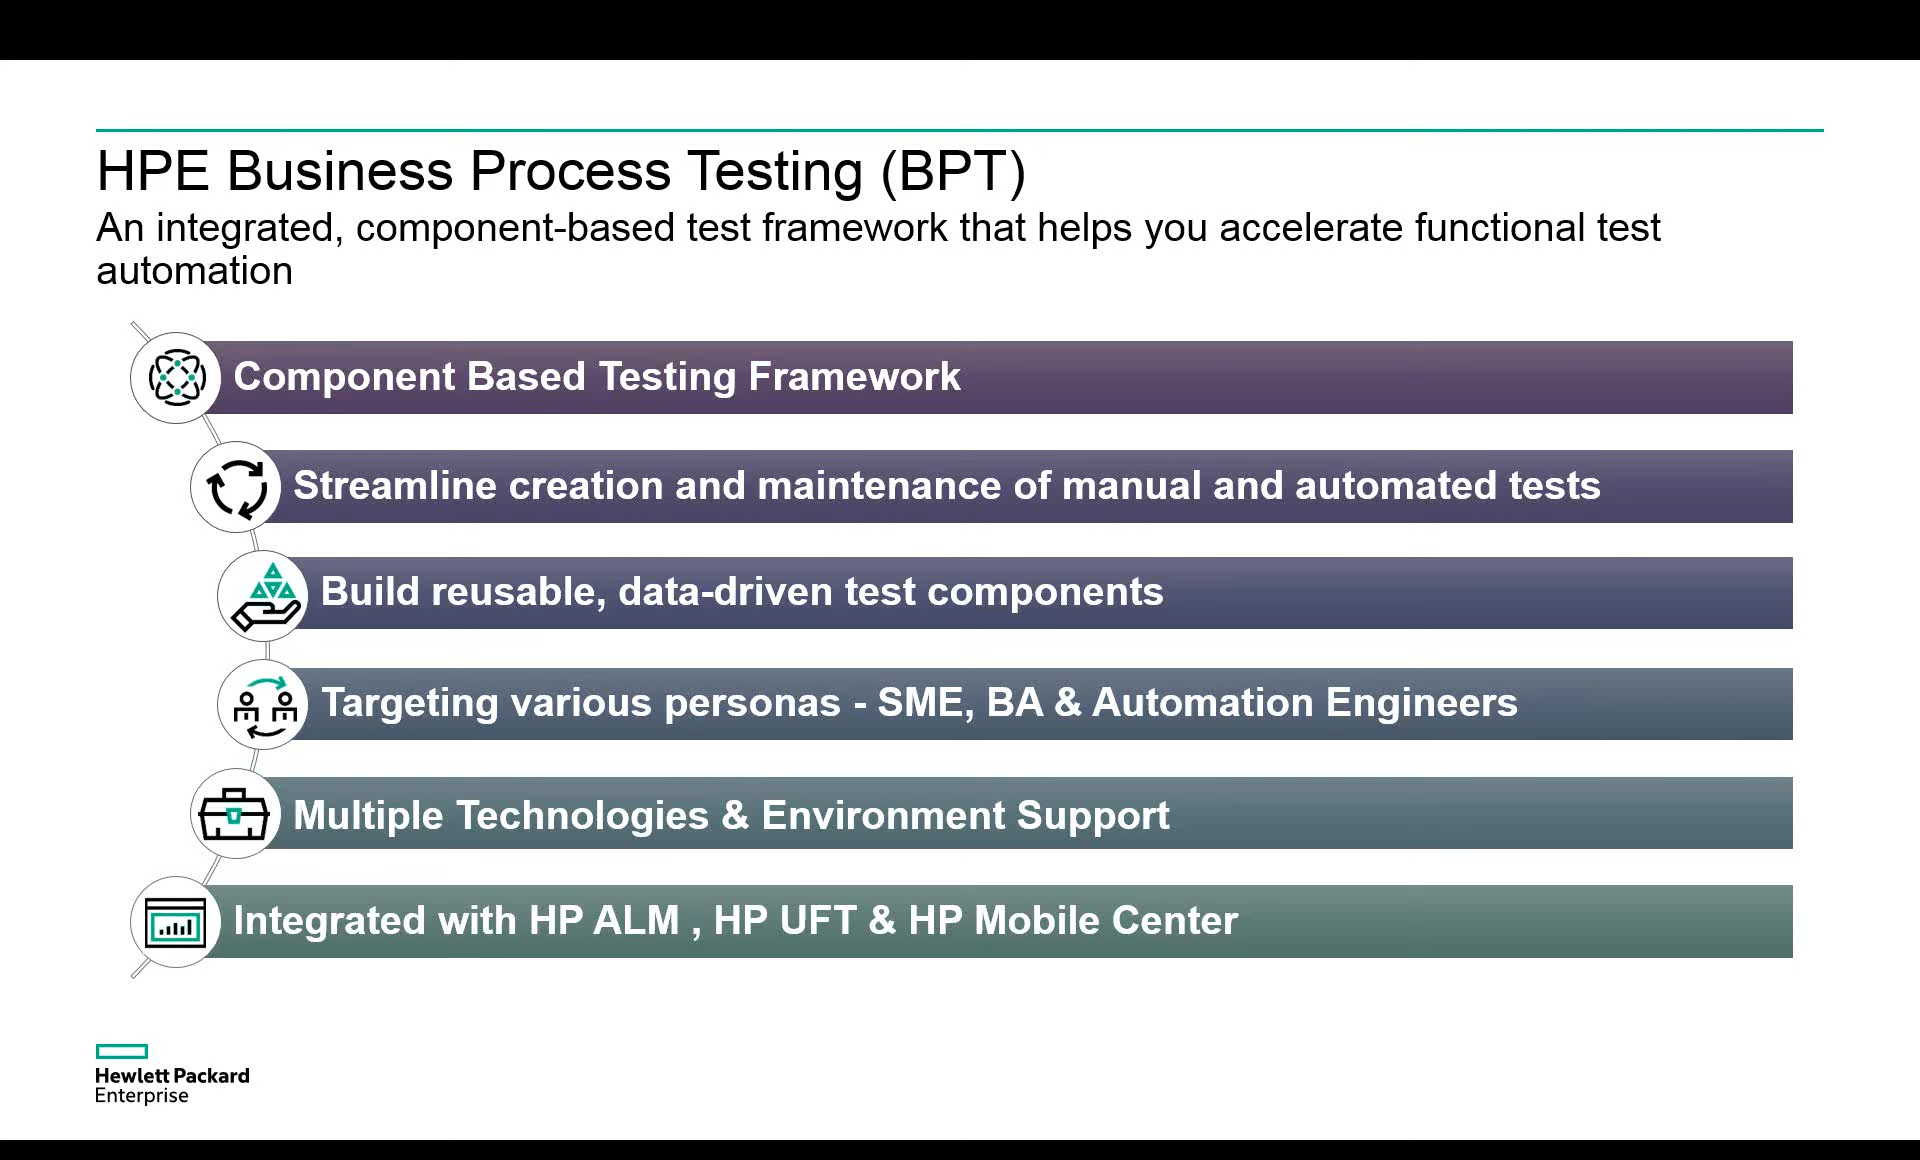 HPE Business Process Testing (BPT)
An integrated, component-based test framework that helps you accelerate functional test
automation
Component Based Testing Framework
Streamline creation and maintenance of manual and automated tests
Build reusable, data-driven test components
Targeting various personas - SME, BA & Automation Engineers
Multiple Technologies & Environment Support
Integrated with HP ALM , HP UFT & HP Mobile Center
Hewlett Packard
Enterprise